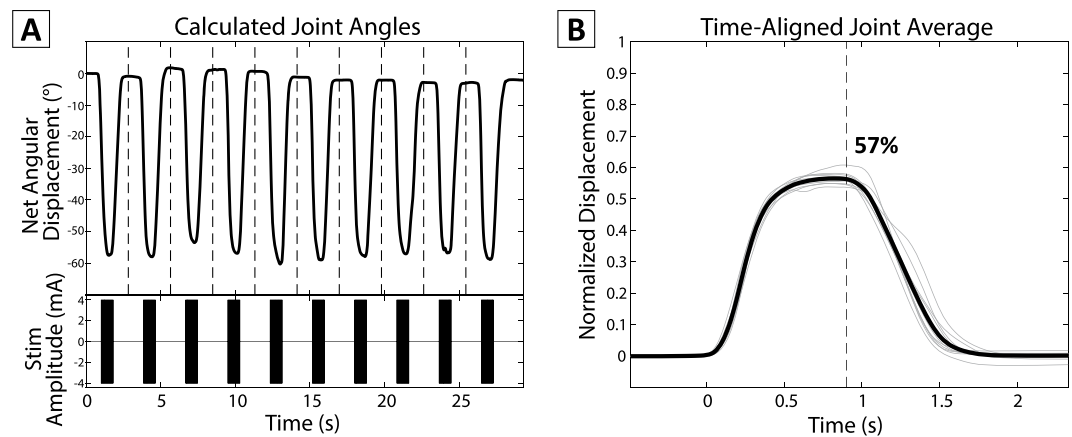 A
Calculated Joint Angles
Net Angular
Displacement (°)
0
-10
-20
-30
-40
-50
-60
Stim
Amplitude (mA)
4
2
0
-2
-4
0 5 10 15 20 25
Time (s)
B
Time-Aligned Joint Average
Normalized Displacement
1
0.9
0.8
0.7
0.6
0.5
0.4
0.3
0.2
0.1
0
57%
0 0.5 1 1.5 2
Time (s)